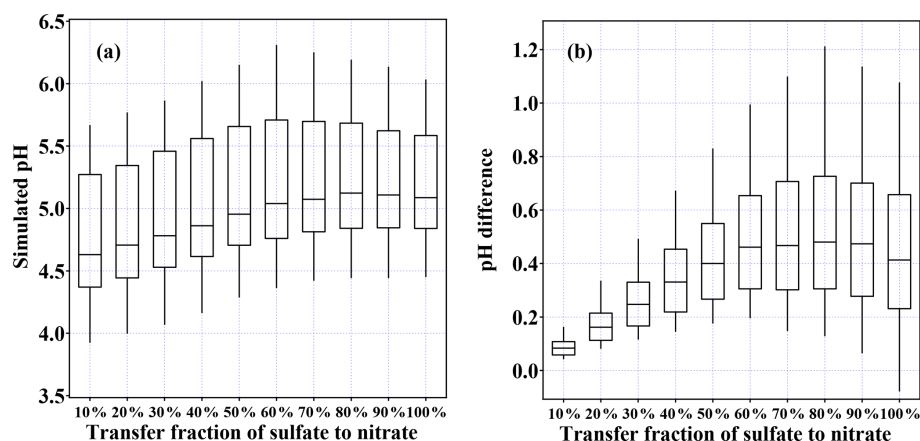 (a)
Simulated pH
6.5
6.0
5.5
5.0
4.5
4.0
3.5
10% 20% 30% 40% 50% 60% 70% 80% 90% 100%
Transfer fraction of sulfate to nitrate
(b)
pH difference
1.2
1.0
0.8
0.6
0.4
0.2
0.0
10% 20% 30% 40% 50% 60% 70% 80% 90% 100%
Transfer fraction of sulfate to nitrate